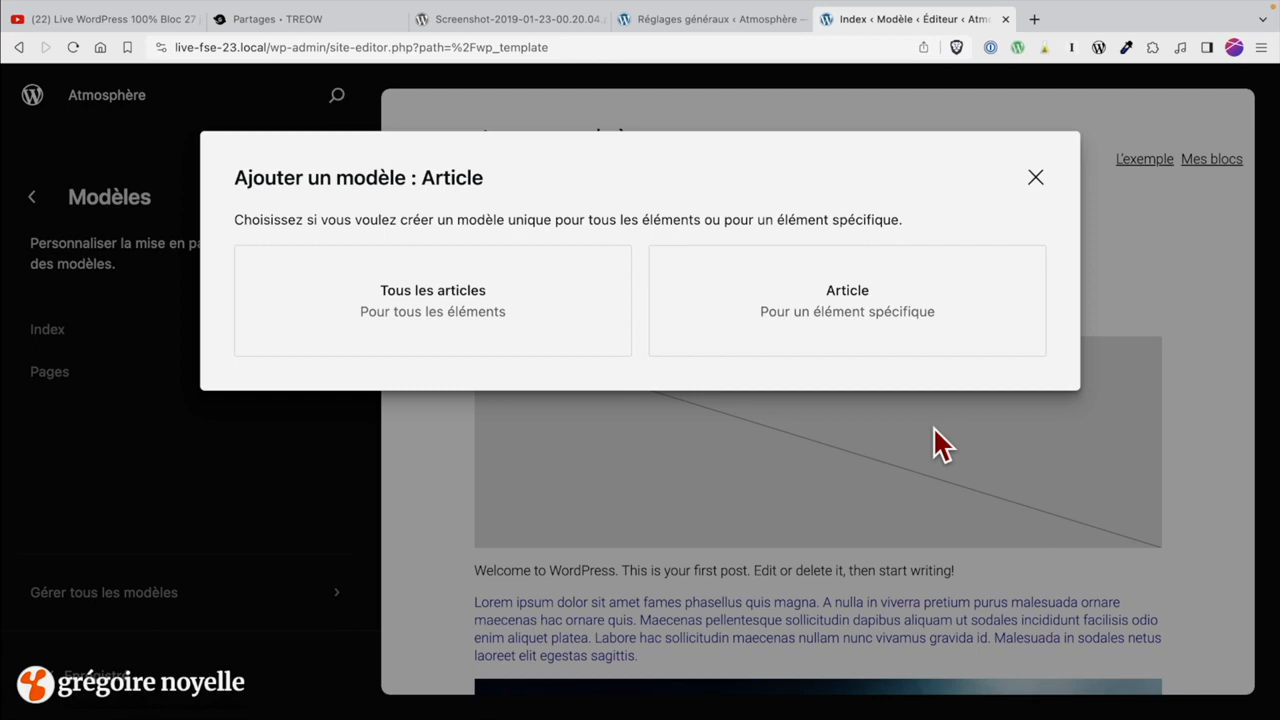 (22) Live WordPress 100% Bloc 27
Partages • TREOW
Screenshot-2019-01-23-00.20.04.
Réglages généraux ‹ Atmosphère —
Index ‹ Modèle ‹ Éditeur ‹ Atmo
live-fse-23.local/wp-admin/site-editor.php?path=%2Fwp_template
Atmosphère
L'exemple Mes blocs
Ajouter un modèle : Article
Modèles
Choisissez si vous voulez créer un modèle unique pour tous les éléments ou pour un élément spécifique.
Personnaliser la mise en pa
des modèles.
Tous les articles
Pour tous les éléments
Article
Pour un élément spécifique
Index
Pages
Welcome to WordPress. This is your first post. Edit or delete it, then start writing!
Gérer tous les modèles
Lorem ipsum dolor sit amet fames phasellus quis magna. A nulla in viverra pretium purus malesuada ornare
maecenas hac ornare quis. Maecenas pellentesque sollicitudin dapibus aliquam ut sodales incididunt facilisis odio
enim aliquet platea. Labore hac sollicitudin maecenas nullam nunc vivamus gravida id. Malesuada in sodales netus
laoreet elit egestas sagittis.
grégoire noyelle